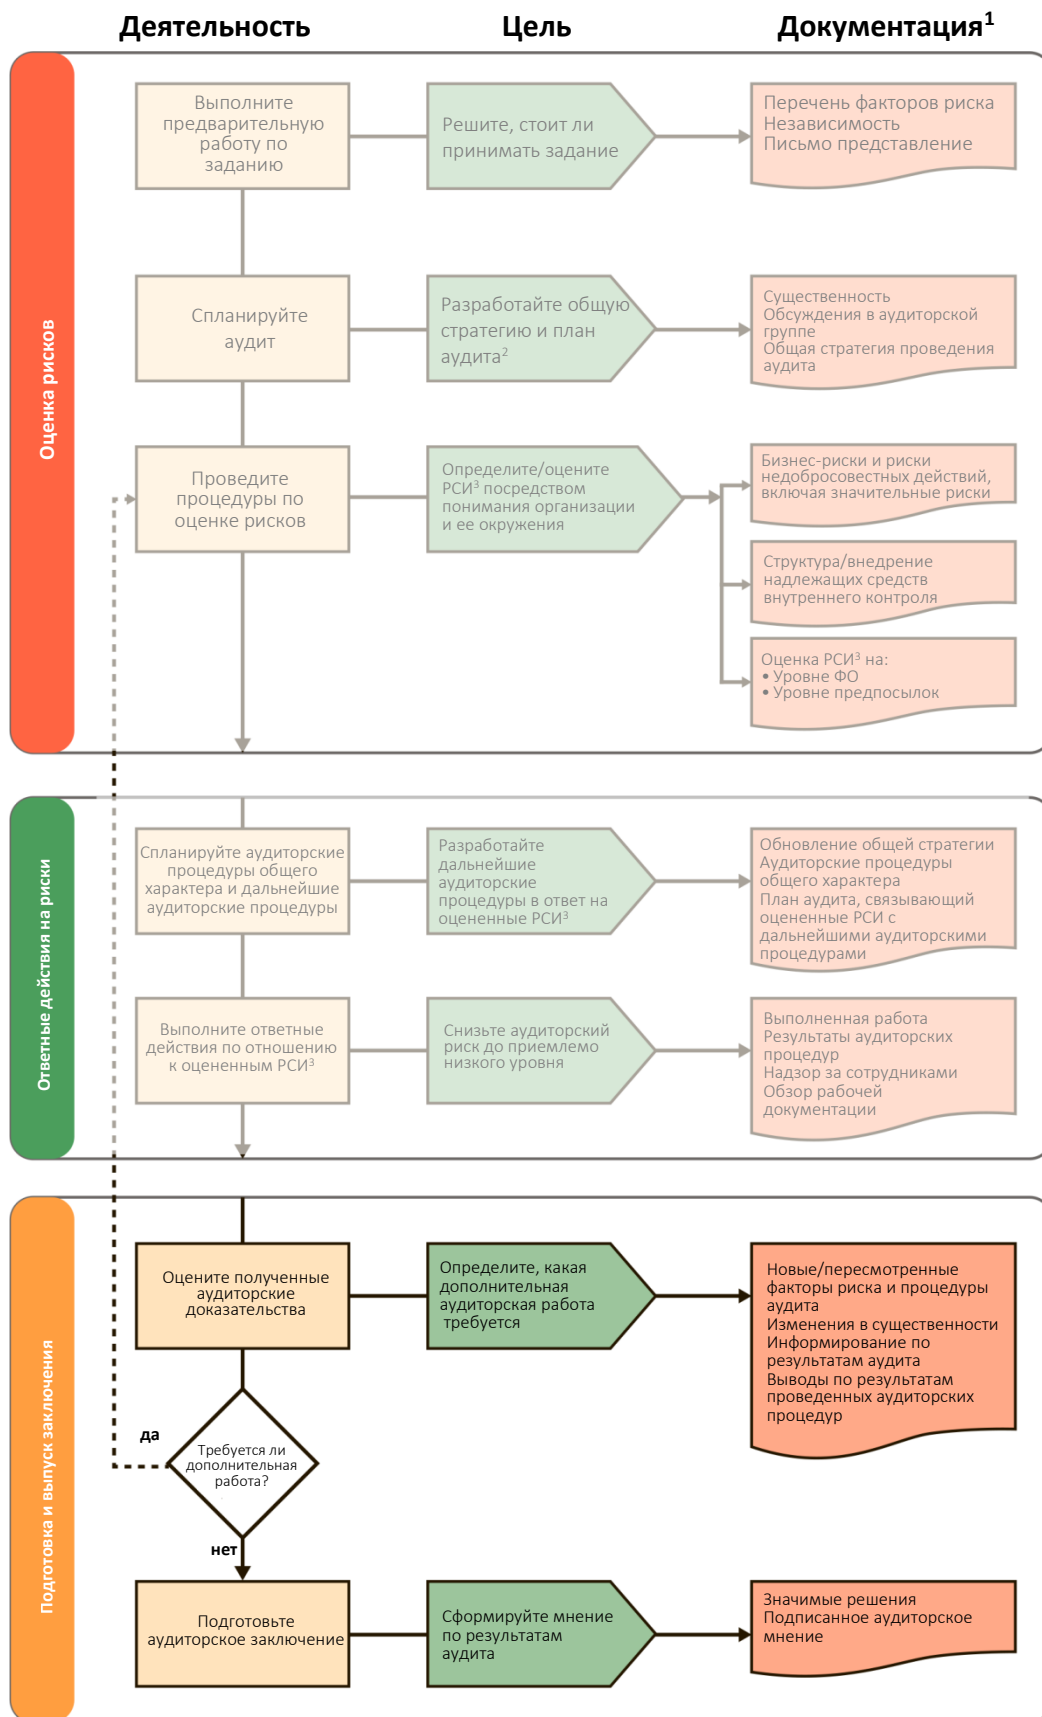 Деятельность
Цель
Документация¹
Оценка рисков
Выполните
предварительную
работу по
заданию
Решите, стоит ли
принимать задание
Перечень факторов риска
Независимость
Письмо представление
Спланируйте
аудит
Разработайте общую
стратегию и план
аудита²
Существенность
Обсуждения в аудиторской
группе
Общая стратегия проведения
аудита
Проведите
процедуры по
оценке рисков
Определите/оцените
РСИ³ посредством
понимания организации
и ее окружения
Бизнес-риски и риски
недобросовестных действий,
включая значительные риски
Структура/внедрение
надлежащих средств
внутреннего контроля
Оценка РСИ³ на:
• Уровне ФО
• Уровне предпосылок
Ответные действия на риски
Спланируйте аудиторские
процедуры общего
характера и дальнейшие
аудиторские процедуры
Разработайте
дальнейшие
аудиторские
процедуры в ответ на
оцененные РСИ³
Обновление общей стратегии
Аудиторские процедуры
общего характера
План аудита, связывающий
оцененные РСИ с
дальнейшими аудиторскими
процедурами
Выполните ответные
действия по отношению
к оцененным РСИ³
Снизьте аудиторский
риск до приемлемо
низкого уровня
Выполненная работа
Результаты аудиторских
процедур
Надзор за сотрудниками
Обзор рабочей
документации
Подготовка и выпуск заключения
Оцените полученные
аудиторские
доказательства
Определите, какая
дополнительная
аудиторская работа
требуется
Новые/пересмотренные
факторы риска и процедуры
аудита
Изменения в существенности
Информирование по
результатам аудита
Выводы по результатам
проведенных аудиторских
процедур
да
Требуется ли
дополнительная
работа?
нет
Подготовьте
аудиторское заключение
Сформируйте мнение
по результатам
аудита
Значимые решения
Подписанное аудиторское
мнение